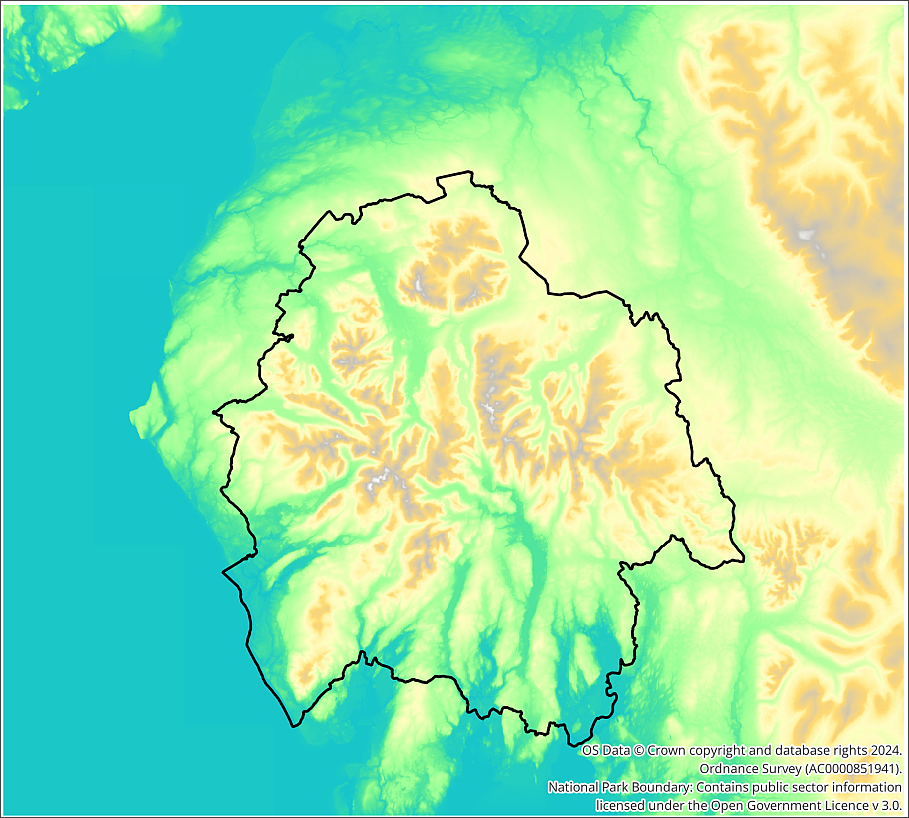 OS Data © Crown copyright and database rights 2024.
Ordnance Survey (AC0000851941).
National Park Boundary: Contains public sector information
licensed under the Open Government Licence v 3.0.